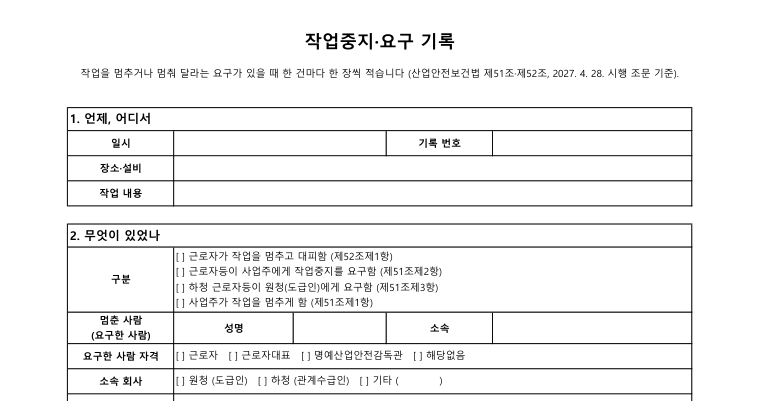 작업중지·요구 기록
작업을 멈추거나 멈춰 달라는 요구가 있을 때 한 건마다 한 장씩 적습니다 (산업안전보건법 제51조·제52조, 2027. 4. 28. 시행 조문 기준).
1. 언제, 어디서
일시 기록 번호
장소·설비
작업 내용
2. 무엇이 있었나
구분
[ ] 근로자가 작업을 멈추고 대피함 (제52조제1항)
[ ] 근로자등이 사업주에게 작업중지를 요구함 (제51조제2항)
[ ] 하청 근로자등이 원청(도급인)에게 요구함 (제51조제3항)
[ ] 사업주가 작업을 멈추게 함 (제51조제1항)
멈춘 사람
(요구한 사람)
성명 소속
요구한 사람 자격 [ ] 근로자 [ ] 근로자대표 [ ] 명예산업안전감독관 [ ] 해당없음
소속 회사 [ ] 원청 (도급인) [ ] 하청 (관계수급인) [ ] 기타 ( )